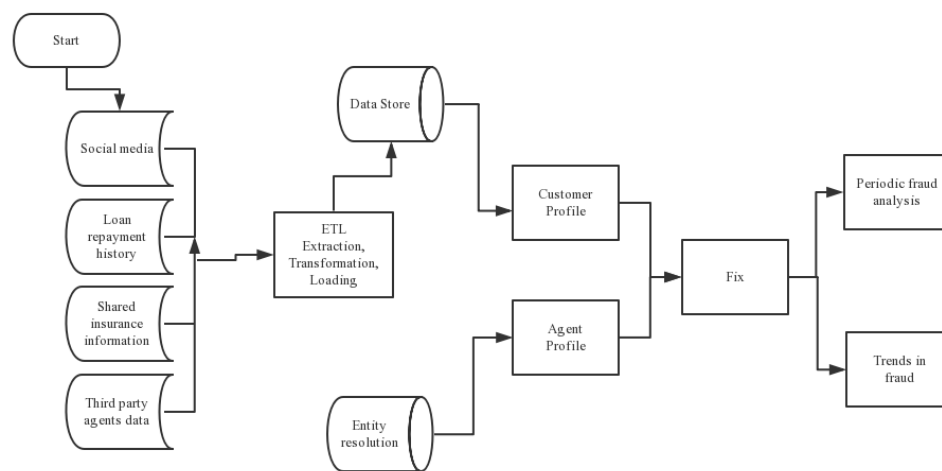 Start
Social media
Loan
repayment
history
Shared
insurance
information
Third party
agents data
ETL
Extraction,
Transformation,
Loading
Data Store
Entity
resolution
Customer
Profile
Agent
Profile
Fix
Periodic fraud
analysis
Trends in
fraud